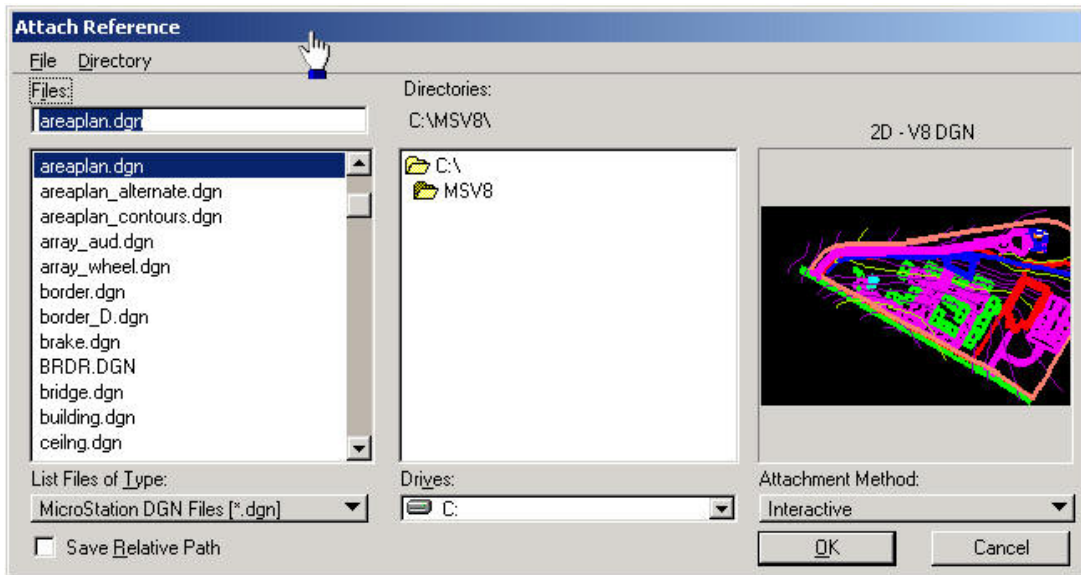 Attach Reference
File Directory
Files:
areaplan.dgn
Directories:
C:\MSV8\
2D - V8 DGN
areaplan.dgn
areaplan_alternate.dgn
areaplan_contours.dgn
array_aud.dgn
array_wheel.dgn
border.dgn
border_D.dgn
brake.dgn
BRDR.DGN
bridge.dgn
building.dgn
ceilng.dgn
C:\
MSV8
List Files of Type:
MicroStation DGN Files [*.dgn]
Drives:
C:
Attachment Method:
Interactive
Save Relative Path
OK
Cancel